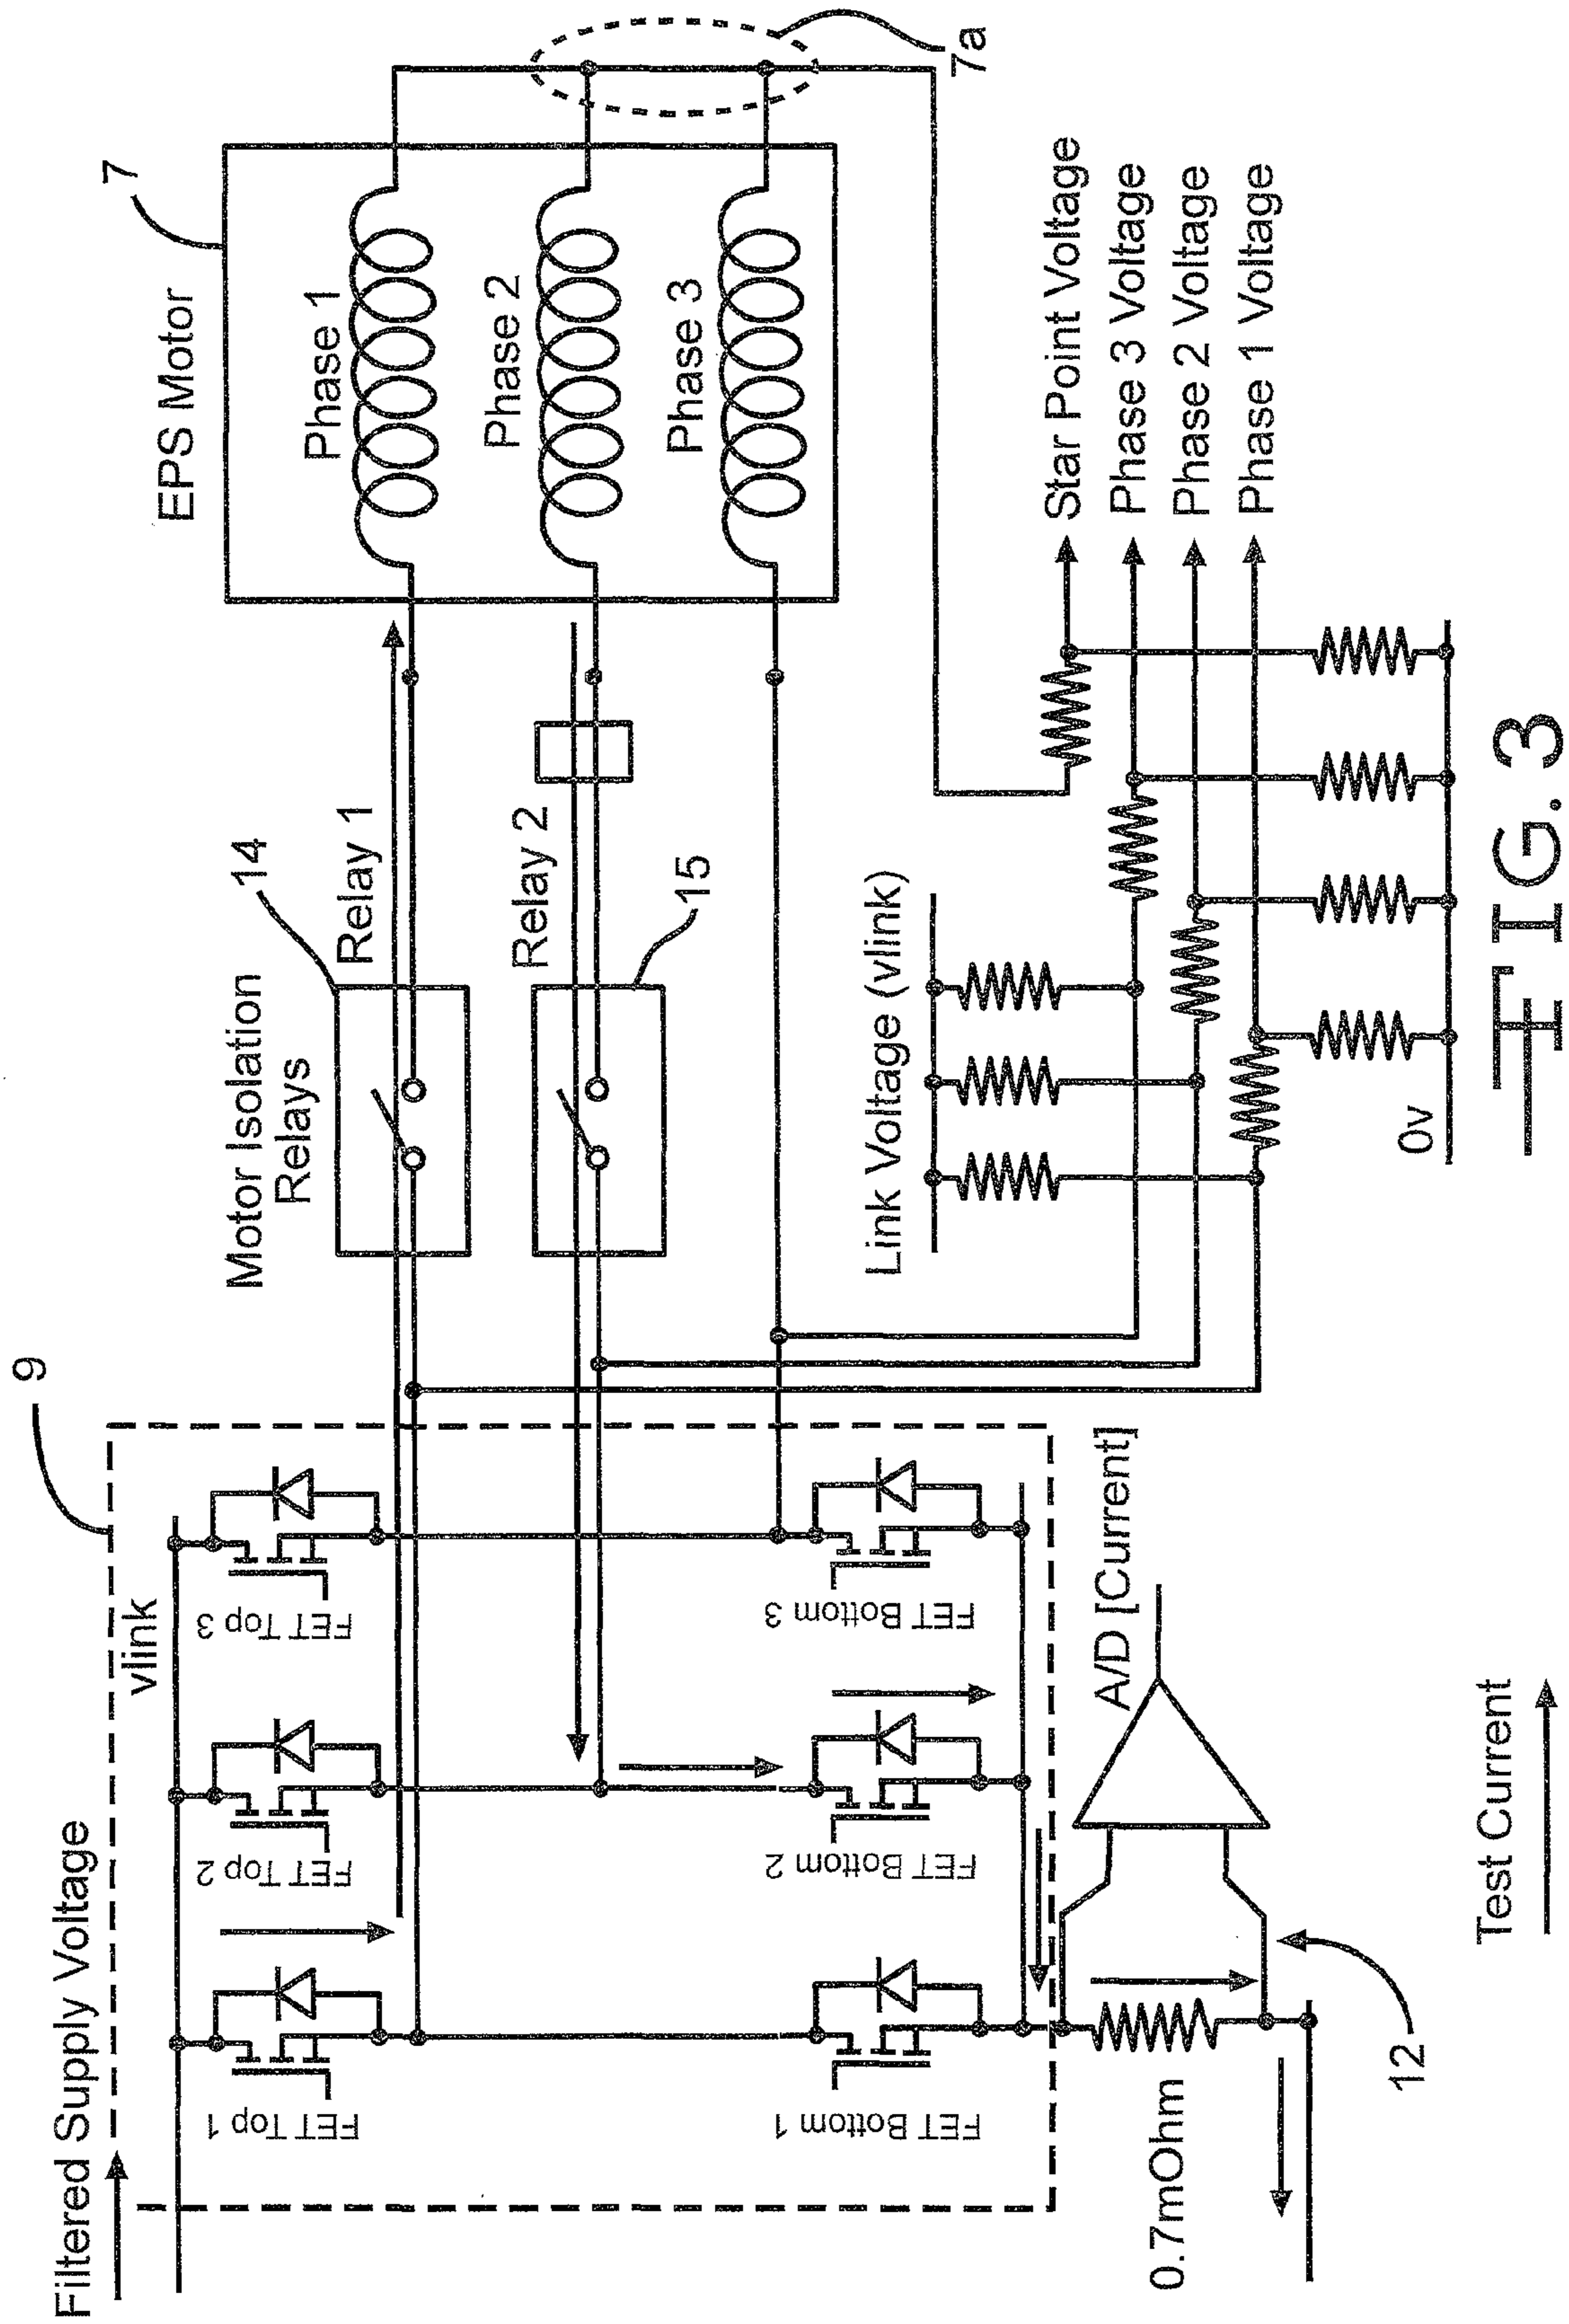 Filtered Supply Voltage
9
vlink
FET Top 1
FET Top 2
FET Top 3
FET Bottom 1
FET Bottom 2
FET Bottom 3
Motor Isolation
Relays
14
Relay 1
Relay 2
15
EPS Motor
7
Phase 1
Phase 2
Phase 3
7a
Link Voltage (vlink)
Star Point Voltage
Phase 3 Voltage
Phase 2 Voltage
Phase 1 Voltage
0v
A/D [Current]
0.7mOhm
12
Test Current
FIG. 3